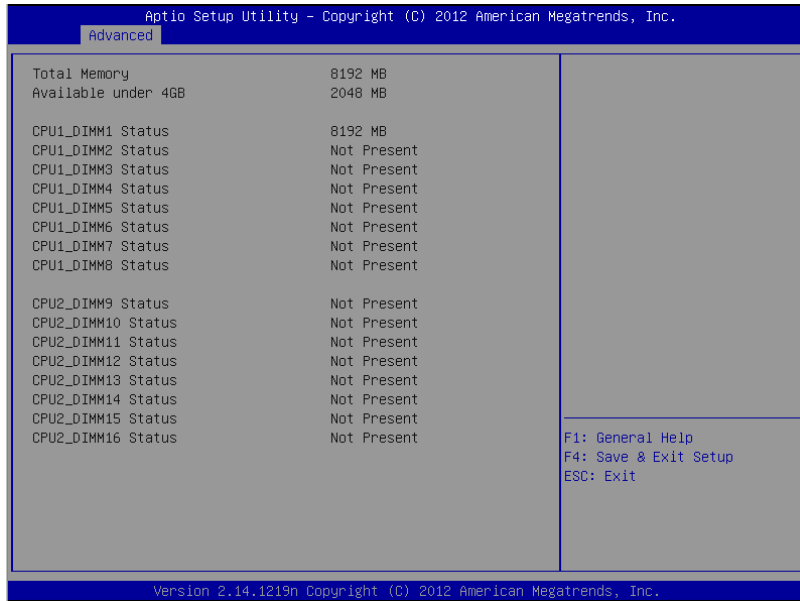 Aptio Setup Utility - Copyright (C) 2012 American Megatrends, Inc.
Advanced
Total Memory 8192 MB
Available under 4GB 2048 MB
CPU1_DIMM1 Status 8192 MB
CPU1_DIMM2 Status Not Present
CPU1_DIMM3 Status Not Present
CPU1_DIMM4 Status Not Present
CPU1_DIMM5 Status Not Present
CPU1_DIMM6 Status Not Present
CPU1_DIMM7 Status Not Present
CPU1_DIMM8 Status Not Present
CPU2_DIMM9 Status Not Present
CPU2_DIMM10 Status Not Present
CPU2_DIMM11 Status Not Present
CPU2_DIMM12 Status Not Present
CPU2_DIMM13 Status Not Present
CPU2_DIMM14 Status Not Present
CPU2_DIMM15 Status Not Present
CPU2_DIMM16 Status Not Present
F1: General Help
F4: Save & Exit Setup
ESC: Exit
Version 2.14.1219n Copyright (C) 2012 American Megatrends, Inc.